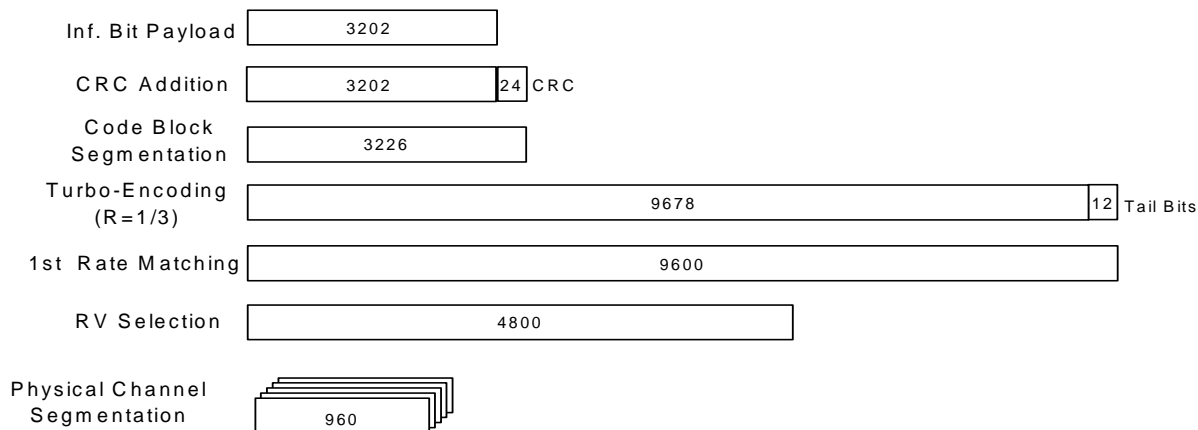 Inf. Bit Payload 3202
CRC Addition 3202 24 CRC
Code Block
Segmentation 3226
Turbo-Encoding
(R=1/3) 9678 12 Tail Bits
1st Rate Matching 9600
RV Selection 4800
Physical Channel
Segmentation 960